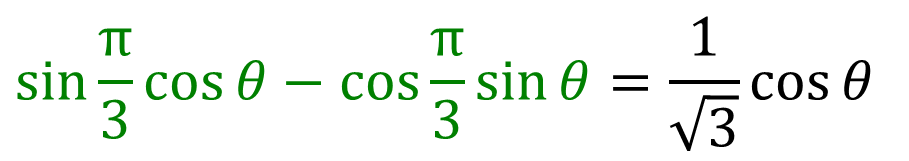 sin π/3 cos θ − cos π/3 sin θ = 1/√3 cos θ